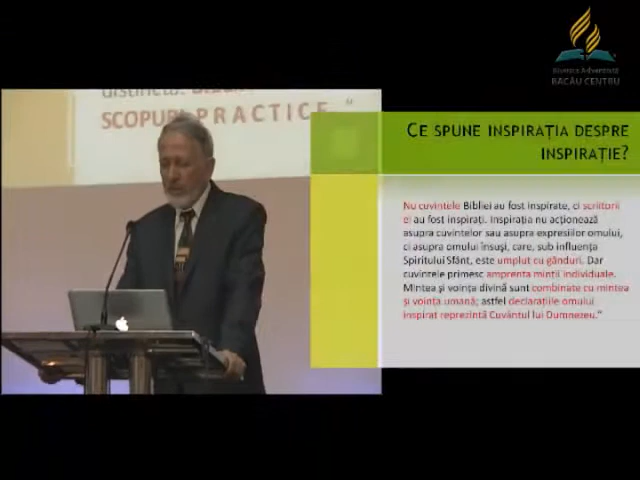 Biserica Adventistă
BACĂU CENTRU
SCOPURI PRACTICE."
CE SPUNE INSPIRAȚIA DESPRE
INSPIRAȚIE?
Nu cuvintele Bibliei au fost inspirate, ci scriitorii
ei au fost inspirați. Inspirația nu acționează
asupra cuvintelor sau asupra expresiilor omului,
ci asupra omului însuși, care, sub influența
Spiritului Sfânt, este umplut cu gânduri. Dar
cuvintele primesc amprenta minții individuale.
Mintea și voința divină sunt combinate cu mintea
și voința umană; astfel declarațiile omului
inspirat reprezintă Cuvântul lui Dumnezeu."